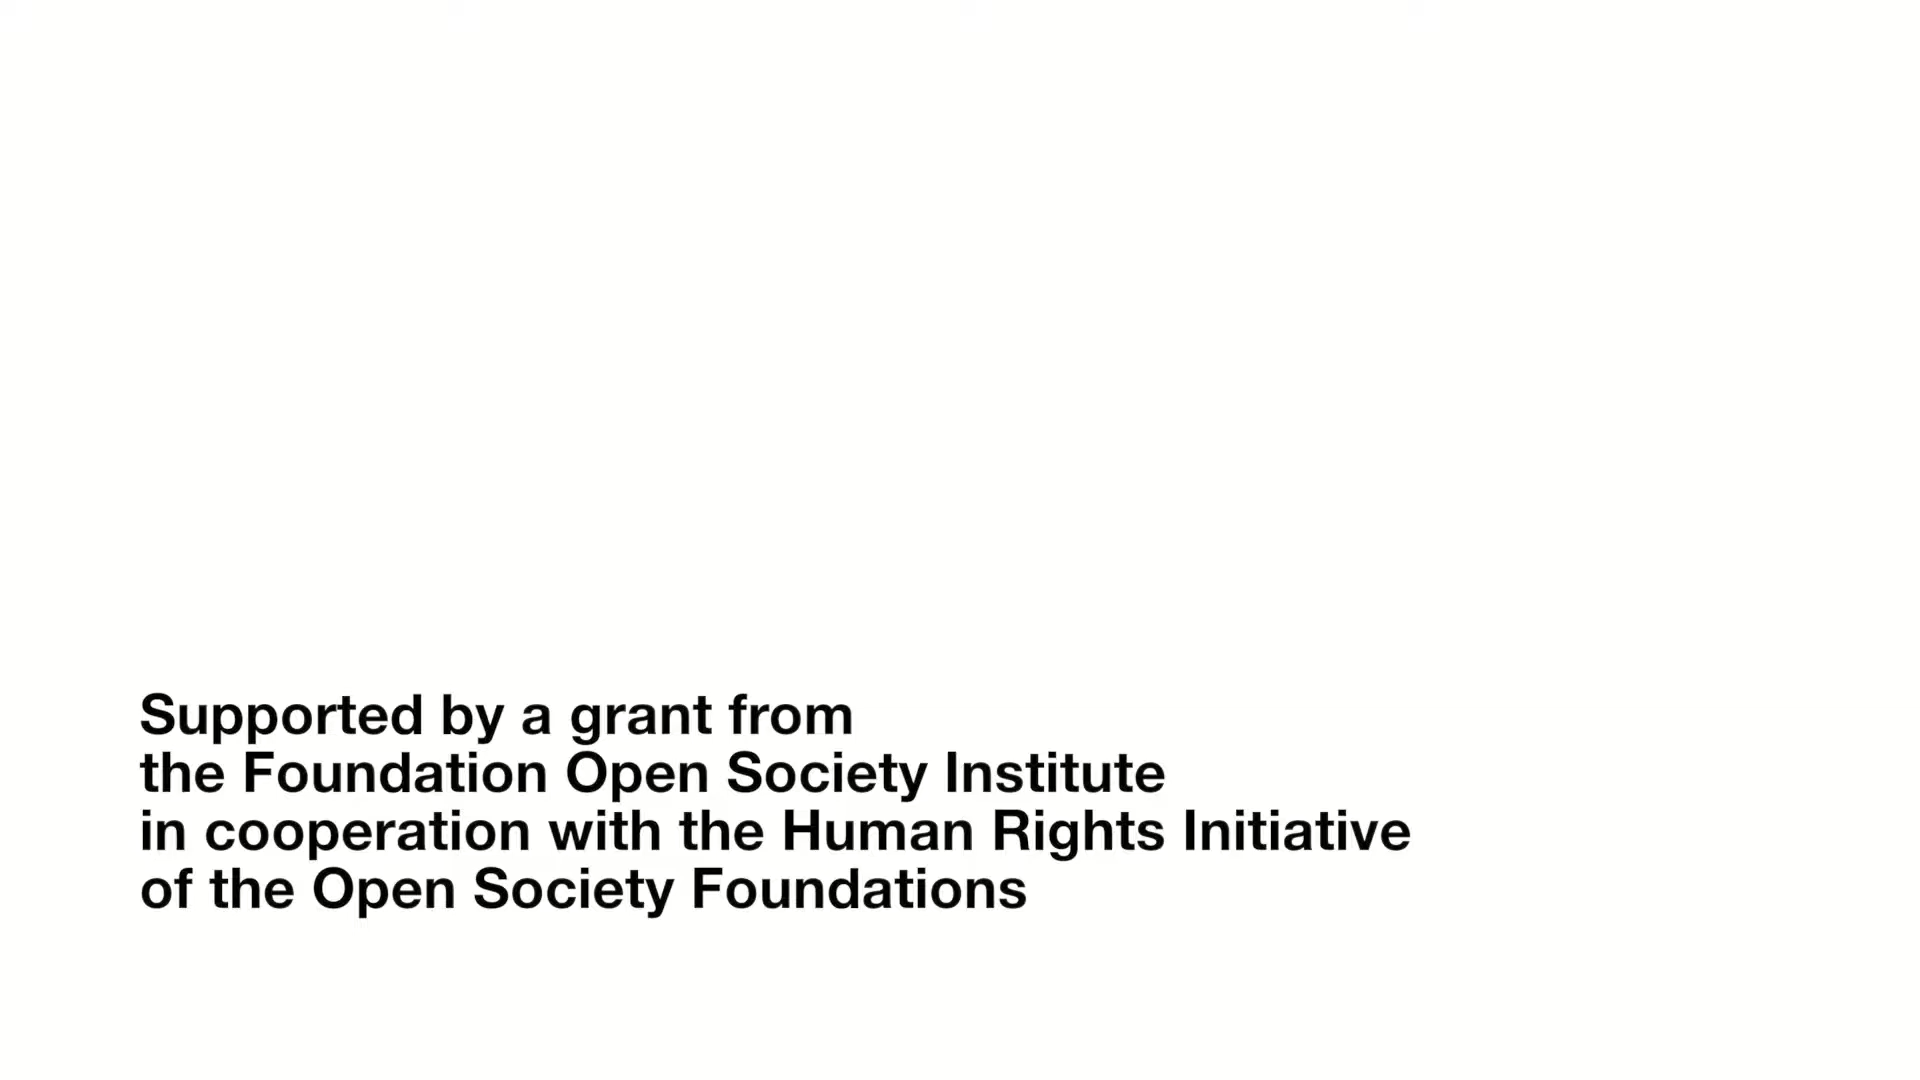 Supported by a grant from
the Foundation Open Society Institute
in cooperation with the Human Rights Initiative
of the Open Society Foundations